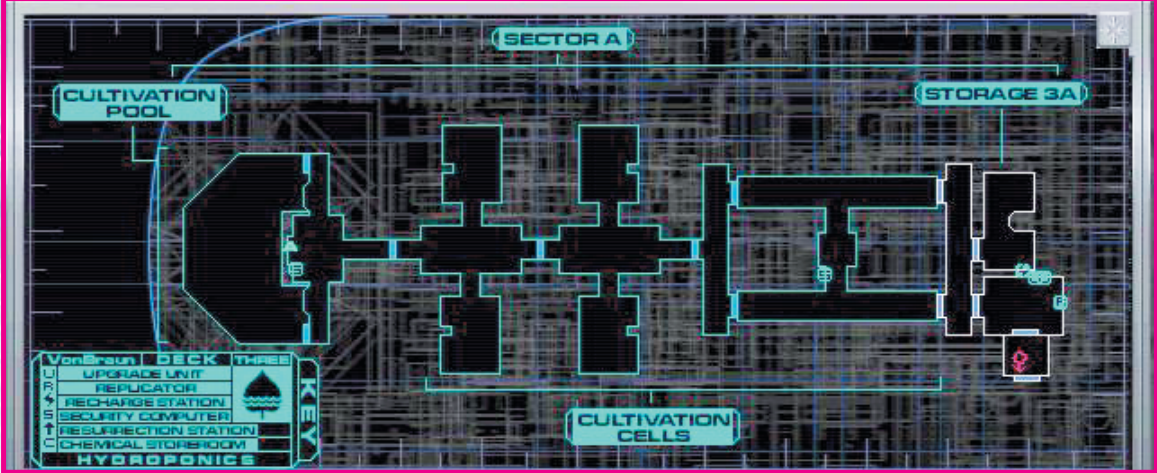 SECTOR A
CULTIVATION
POOL
STORAGE 3A
VonBraun DECK THREE
U UPGRADE UNIT
R REPLICATOR
RECHARGE STATION
S SECURITY COMPUTER
RESURRECTION STATION
C CHEMICAL STOREROOM
HYDROPONICS
KEY
CULTIVATION
CELLS
S
S
R